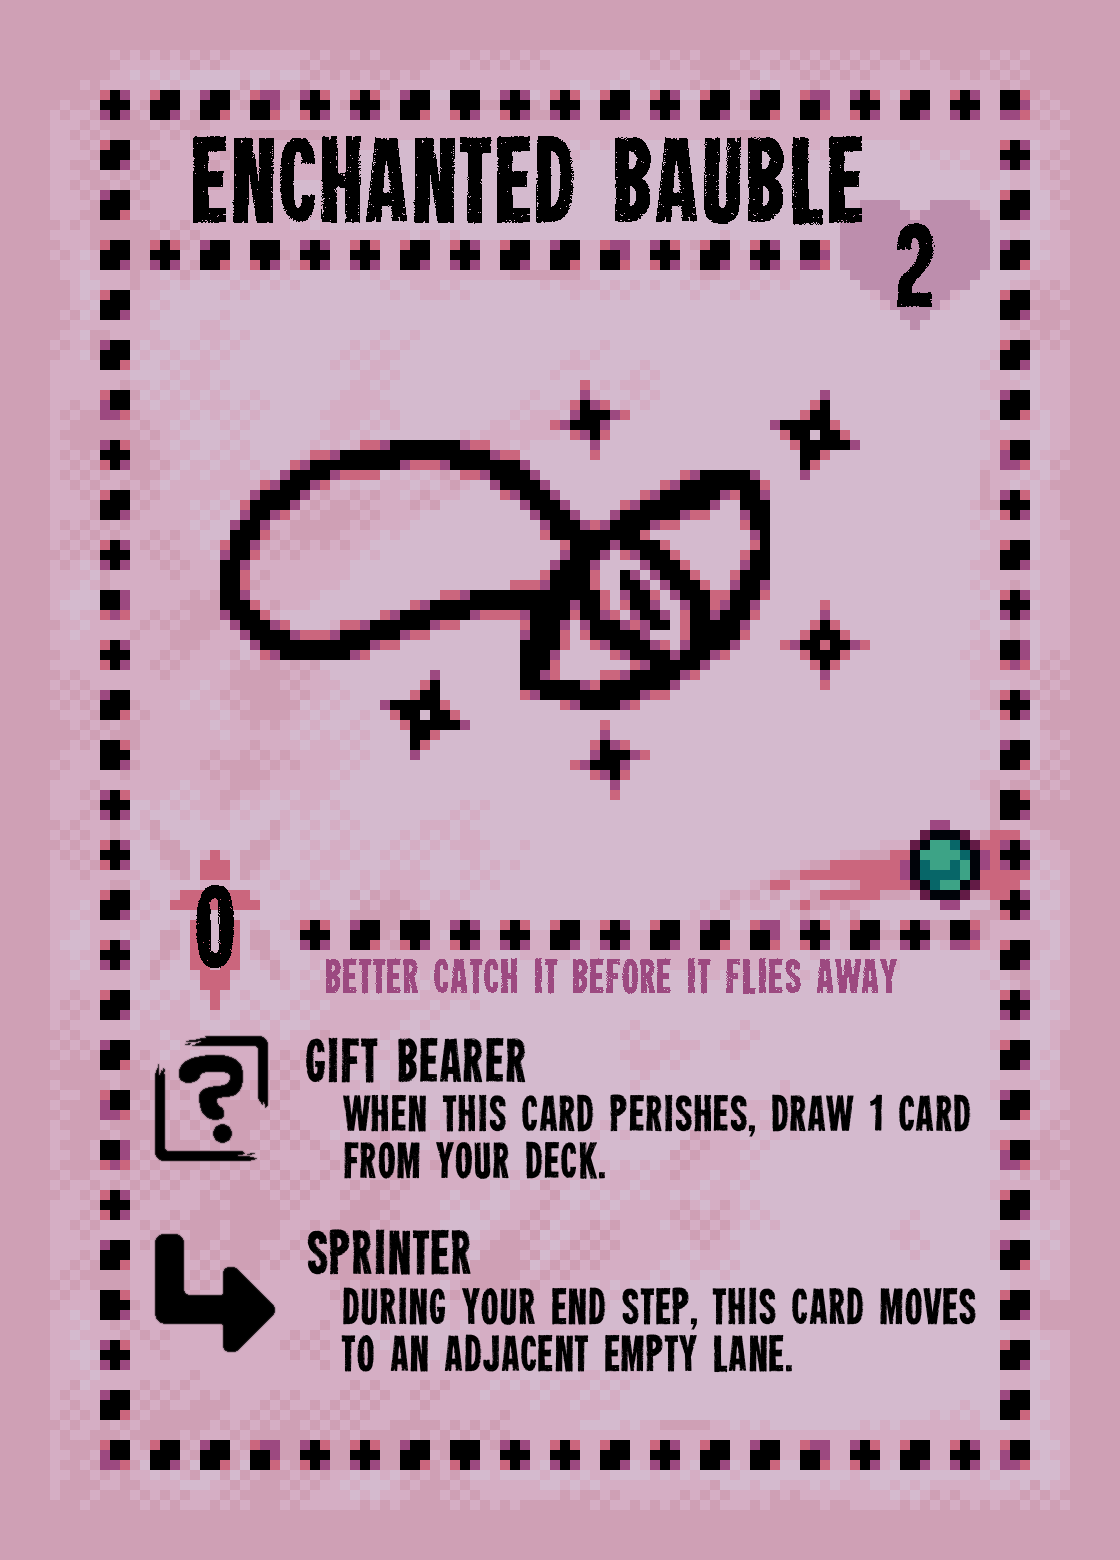 ENCHANTED BAUBLE
2
0
BETTER CATCH IT BEFORE IT FLIES AWAY
?
GIFT BEARER
WHEN THIS CARD PERISHES, DRAW 1 CARD
FROM YOUR DECK.
SPRINTER
DURING YOUR END STEP, THIS CARD MOVES
TO AN ADJACENT EMPTY LANE.